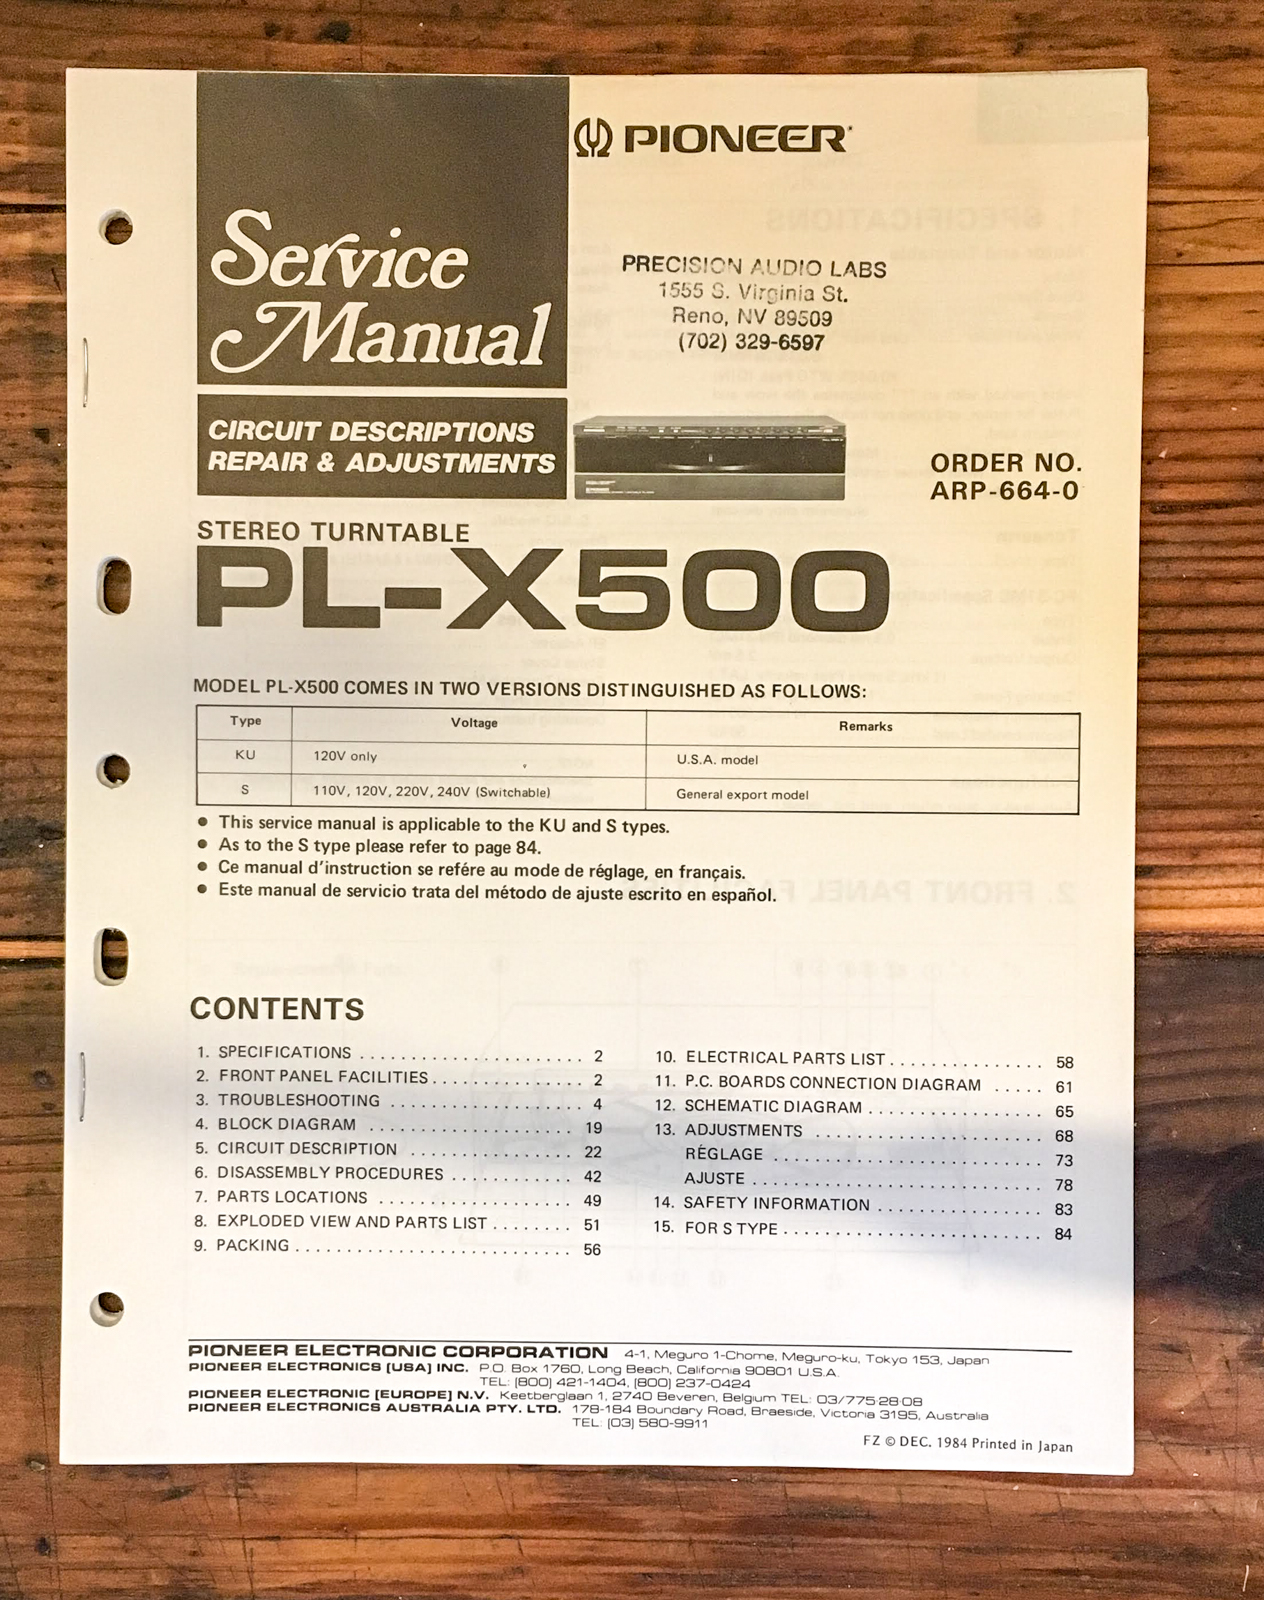 PIONEER
Service
Manual
PRECISION AUDIO LABS
1555 S. Virginia St.
Reno, NV 89509
(702) 329-6597
CIRCUIT DESCRIPTIONS
REPAIR & ADJUSTMENTS
ORDER NO.
ARP-664-0
STEREO TURNTABLE
PL-X500
MODEL PL-X500 COMES IN TWO VERSIONS DISTINGUISHED AS FOLLOWS:
Type Voltage Remarks
KU 120V only U.S.A. model
S 110V, 120V, 220V, 240V (Switchable) General export model
● This service manual is applicable to the KU and S types.
● As to the S type please refer to page 84.
● Ce manual d'instruction se refére au mode de réglage, en français.
● Este manual de servicio trata del método de ajuste escrito en español.
CONTENTS
1. SPECIFICATIONS . . . . . . . . . . . . . . . . . . . . . . 2
2. FRONT PANEL FACILITIES . . . . . . . . . . . . . . 2
3. TROUBLESHOOTING . . . . . . . . . . . . . . . . . . 4
4. BLOCK DIAGRAM . . . . . . . . . . . . . . . . . . . . 19
5. CIRCUIT DESCRIPTION . . . . . . . . . . . . . . . . 22
6. DISASSEMBLY PROCEDURES . . . . . . . . . . . . 42
7. PARTS LOCATIONS . . . . . . . . . . . . . . . . . . . 49
8. EXPLODED VIEW AND PARTS LIST . . . . . . . . 51
9. PACKING . . . . . . . . . . . . . . . . . . . . . . . . . . . 56
10. ELECTRICAL PARTS LIST . . . . . . . . . . . . . . . 58
11. P.C. BOARDS CONNECTION DIAGRAM . . . . . 61
12. SCHEMATIC DIAGRAM . . . . . . . . . . . . . . . . . 65
13. ADJUSTMENTS . . . . . . . . . . . . . . . . . . . . . . 68
RÉGLAGE . . . . . . . . . . . . . . . . . . . . . . . . . . 73
AJUSTE . . . . . . . . . . . . . . . . . . . . . . . . . . . . 78
14. SAFETY INFORMATION . . . . . . . . . . . . . . . . 83
15. FOR S TYPE . . . . . . . . . . . . . . . . . . . . . . . . . 84
PIONEER ELECTRONIC CORPORATION 4-1, Meguro 1-Chome, Meguro-ku, Tokyo 153, Japan
PIONEER ELECTRONICS [USA] INC. P.O. Box 1760, Long Beach, California 90801 U.S.A.
TEL: [800] 421-1404, [800] 237-0424
PIONEER ELECTRONIC [EUROPE] N.V. Keetberglaan 1, 2740 Beveren, Belgium TEL: 03/775·28·08
PIONEER ELECTRONICS AUSTRALIA PTY. LTD. 178-184 Boundary Road, Braeside, Victoria 3195, Australia
TEL: [03] 580-9911
FZ © DEC. 1984 Printed in Japan